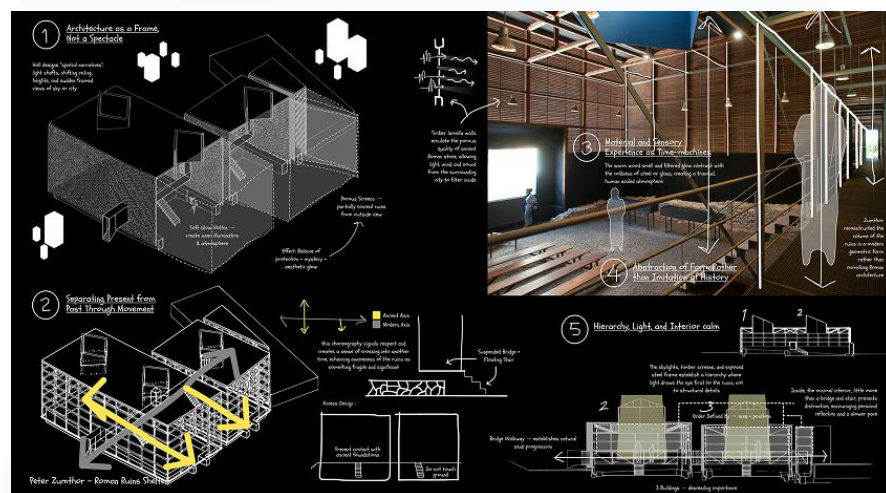 1
Architecture as a Frame,
Not a Spectacle
Wall designs "spatial narratives":
light shafts, shifting ceiling
heights, and sudden framed
views of sky or city
Timber lamella walls
emulate the porous
quality of ancient
Roman stone, allowing
light, wind, and sound
from the surrounding
city to filter inside
Soft Glow Within —
create inner illumination
& atmosphere
Porous Screens —
partially conceal ruins
from outside view
Effect: Balance of
protection + mystery +
aesthetic glow
3
Material and Sensory
Experience as Time-machines
The warm wood smell and filtered glow contrast with
the coldness of steel or glass, creating a tranquil,
human scaled atmosphere
4
Abstraction of Form Rather
than Imitation of History
Zumthor
reconstructed the
volume of the
ruins in a modern
geometric form
rather than
mimicking Roman
architecture
2
Separating Present from
Past Through Movement
Ancient Axis
Modern Axis
this choreography signals respect and
creates a sense of crossing into another
time, enhancing awareness of the ruins as
something fragile and significant
Suspended Bridge +
Floating Stair
Access Design :
Prevent contact with
ancient foundations
Do not touch
ground
Peter Zumthor – Roman Ruins Shelter
5
Hierarchy, Light, and Interior calm
1
2
The skylights, timber screens, and exposed
steel frame establish a hierarchy where
light draws the eye first to the ruins, not
to structural details
Inside, the minimal interior, little more
than a bridge and stair, prevents
distraction, encouraging personal
reflection and a slower pace
2
3
Order Defined By — size + position
Bridge Walkway — establishes natural
axial progression
3 Buildings — descending importance